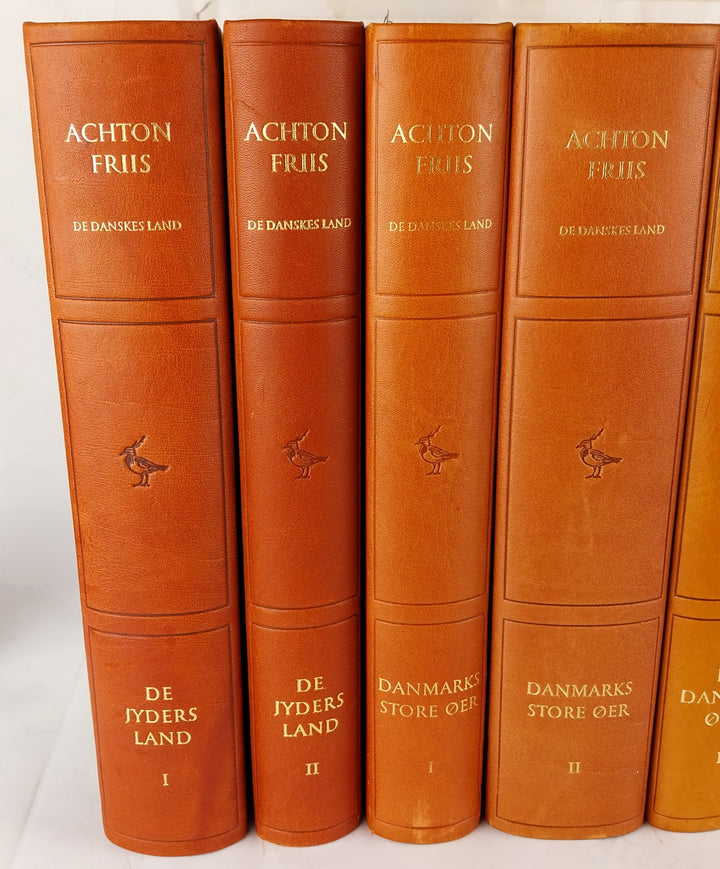 ACHTON
FRIIS
DE DANSKES LAND
DE
JYDERS
LAND
I
ACHTON
FRIIS
DE DANSKES LAND
DE
JYDERS
LAND
II
ACHTON
FRIIS
DE DANSKES LAND
DANMARKS
STORE ØER
I
ACHTON
FRIIS
DE DANSKES LAND
DANMARKS
STORE ØER
II